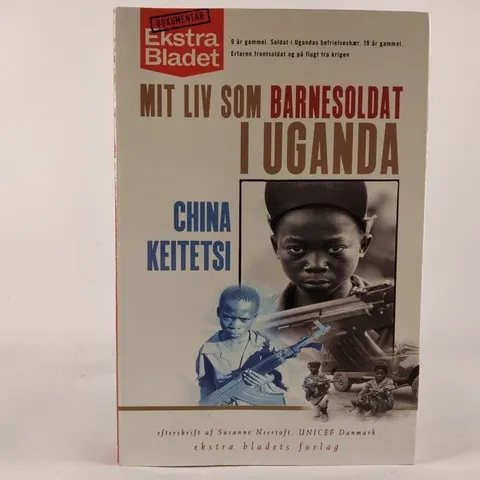 DOKUMENTAR
Ekstra
Bladet
9 år gammel. Soldat i Ugandas befrielseshær. 19 år gammel.
Erfaren frontsoldat og på flugt fra krigen
MIT LIV SOM BARNESOLDAT
I UGANDA
CHINA
KEITETSI
efterskrift af Susanne Neertoft, UNICEF Danmark
ekstra bladets forlag